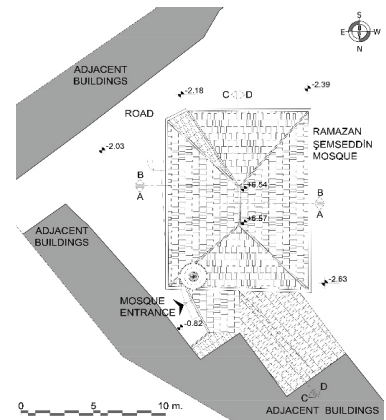 S
E W
N
ADJACENT
BUILDINGS
-2.18
C D
-2.39
ROAD
-2.03
RAMAZAN
ŞEMSEDDİN
MOSQUE
B
A
+6.54
B
A
+6.57
ADJACENT
BUILDINGS
-2.63
MOSQUE
ENTRANCE
-0.82
D
C
0 5 10 m.
ADJACENT BUILDINGS